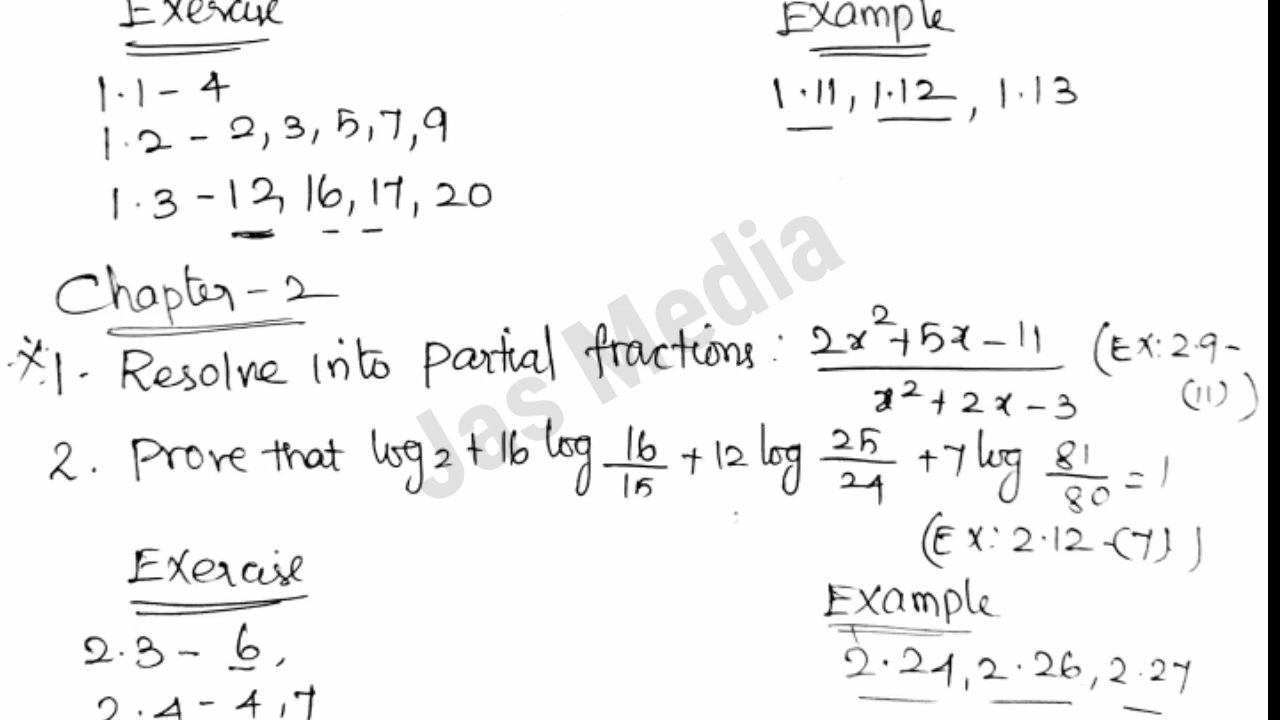 Exercise
Example
1.1 - 4
1.11, 1.12, 1.13
1.2 - 2, 3, 5, 7, 9
1.3 - 12, 16, 17, 20
Chapter - 2
*1. Resolve into partial fractions: 2x²+5x-11 / x²+2x-3 (EX: 2.9-(11))
2. Prove that log 2 + 16 log 16/15 + 12 log 25/24 + 7 log 81/80 = 1
(EX: 2.12-(7))
Exercise
Example
2.3 - 6,
2.24, 2.26, 2.27
2.4 - 4, 7
Jas Media